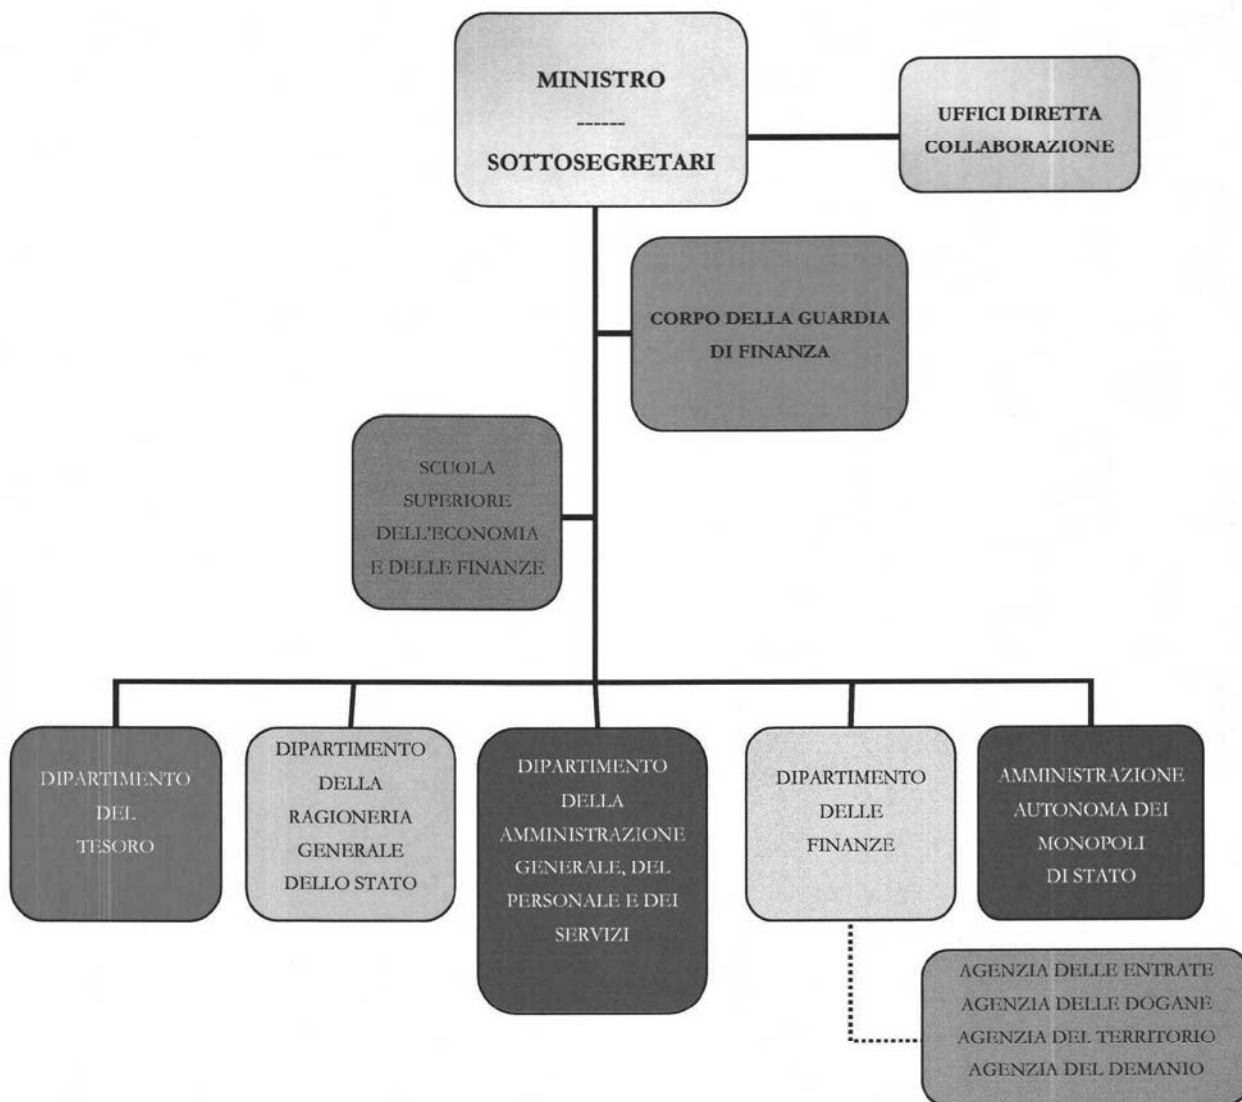 MINISTRO
------
SOTTOSEGRETARI
UFFICI DIRETTA
COLLABORAZIONE
CORPO DELLA GUARDIA
DI FINANZA
SCUOLA
SUPERIORE
DELL'ECONOMIA
E DELLE FINANZE
DIPARTIMENTO
DEL
TESORO
DIPARTIMENTO
DELLA
RAGIONERIA
GENERALE
DELLO STATO
DIPARTIMENTO
DELLA
AMMINISTRAZIONE
GENERALE, DEL
PERSONALE E DEI
SERVIZI
DIPARTIMENTO
DELLE
FINANZE
AMMINISTRAZIONE
AUTONOMA DEI
MONOPOLI
DI STATO
AGENZIA DELLE ENTRATE
AGENZIA DELLE DOGANE
AGENZIA DEL TERRITORIO
AGENZIA DEL DEMANIO